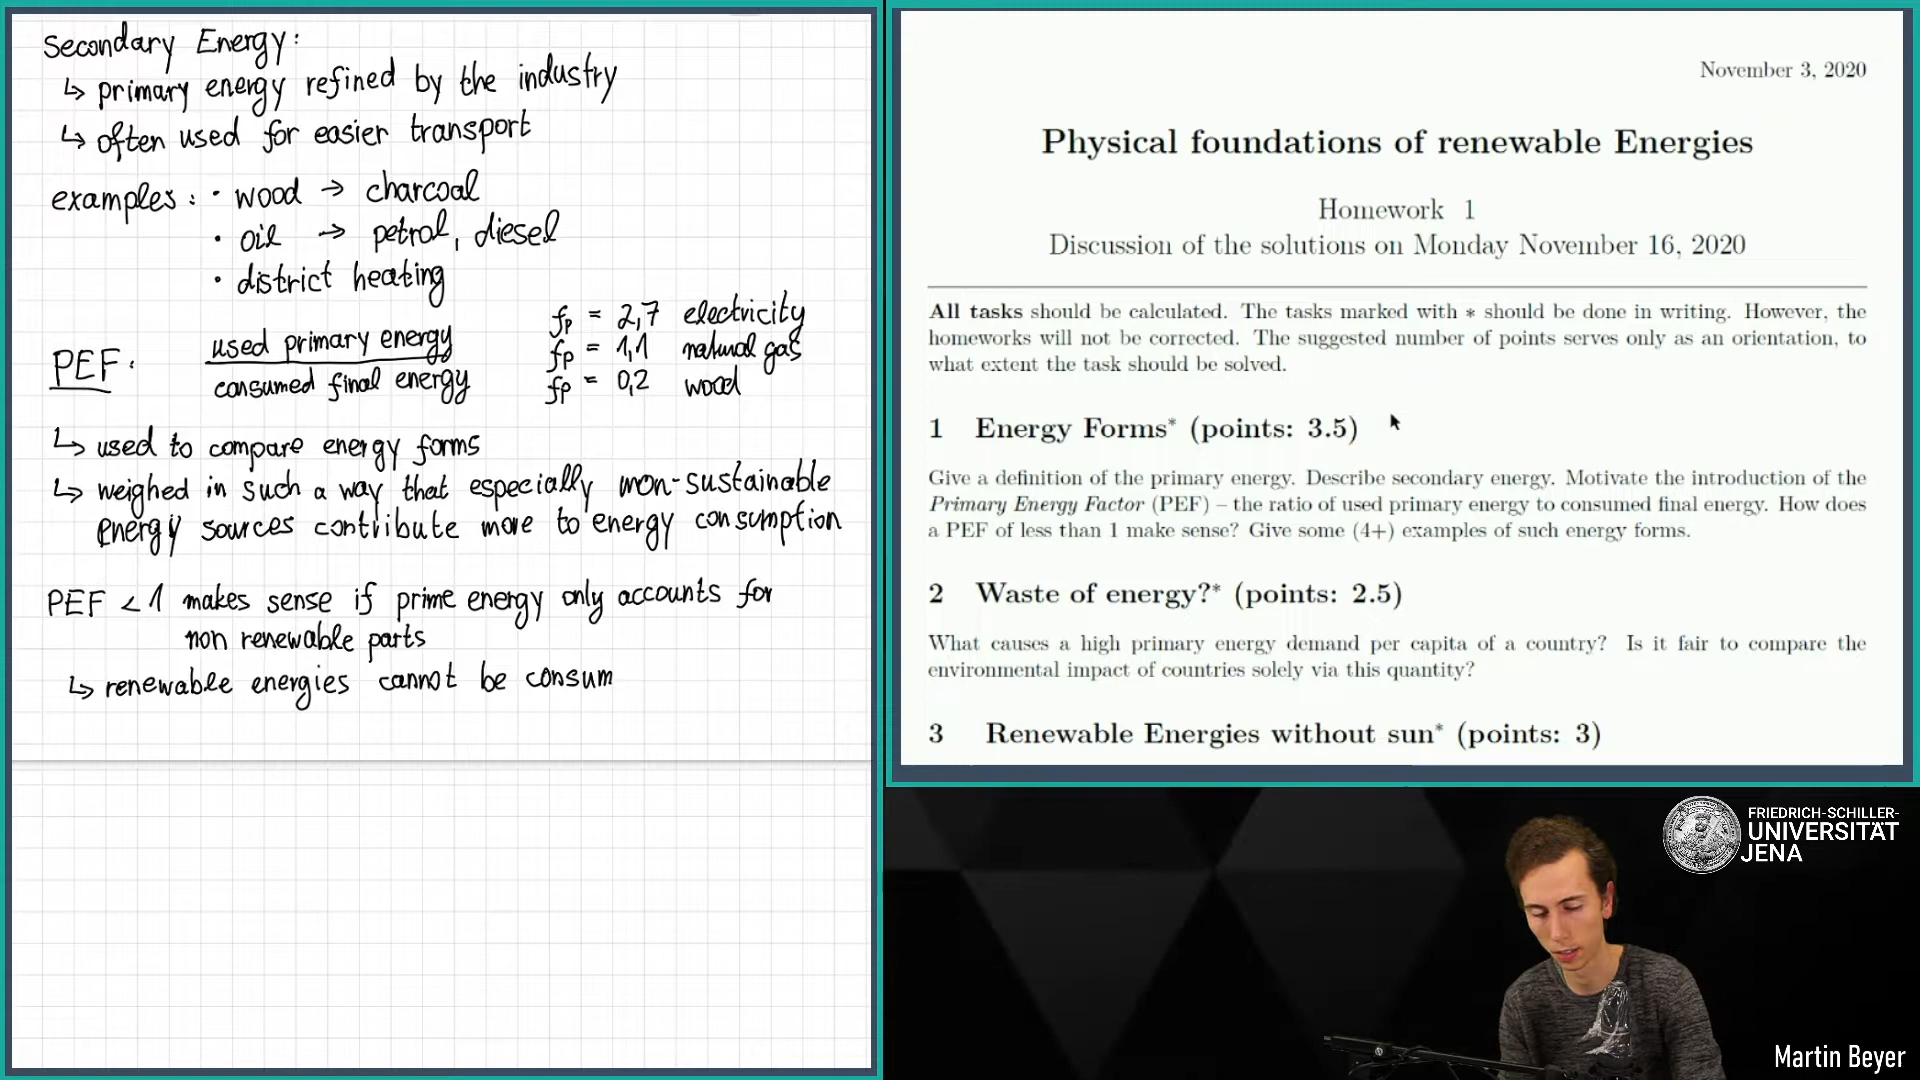 Secondary Energy:
↳ primary energy refined by the industry
↳ often used for easier transport
examples: • wood → charcoal
• oil → petrol, diesel
• district heating
PEF: used primary energy
consumed final energy
fp = 2,7 electricity
fp = 1,1 natural gas
fp = 0,2 wood
↳ used to compare energy forms
↳ weighed in such a way that especially non-sustainable
energy sources contribute more to energy consumption
PEF < 1 makes sense if prime energy only accounts for
non renewable parts
↳ renewable energies cannot be consum
November 3, 2020
Physical foundations of renewable Energies
Homework 1
Discussion of the solutions on Monday November 16, 2020
All tasks should be calculated. The tasks marked with * should be done in writing. However, the
homeworks will not be corrected. The suggested number of points serves only as an orientation, to
what extent the task should be solved.
1 Energy Forms* (points: 3.5)
Give a definition of the primary energy. Describe secondary energy. Motivate the introduction of the
Primary Energy Factor (PEF) – the ratio of used primary energy to consumed final energy. How does
a PEF of less than 1 make sense? Give some (4+) examples of such energy forms.
2 Waste of energy?* (points: 2.5)
What causes a high primary energy demand per capita of a country? Is it fair to compare the
environmental impact of countries solely via this quantity?
3 Renewable Energies without sun* (points: 3)
FRIEDRICH-SCHILLER-
UNIVERSITÄT
JENA
Martin Beyer